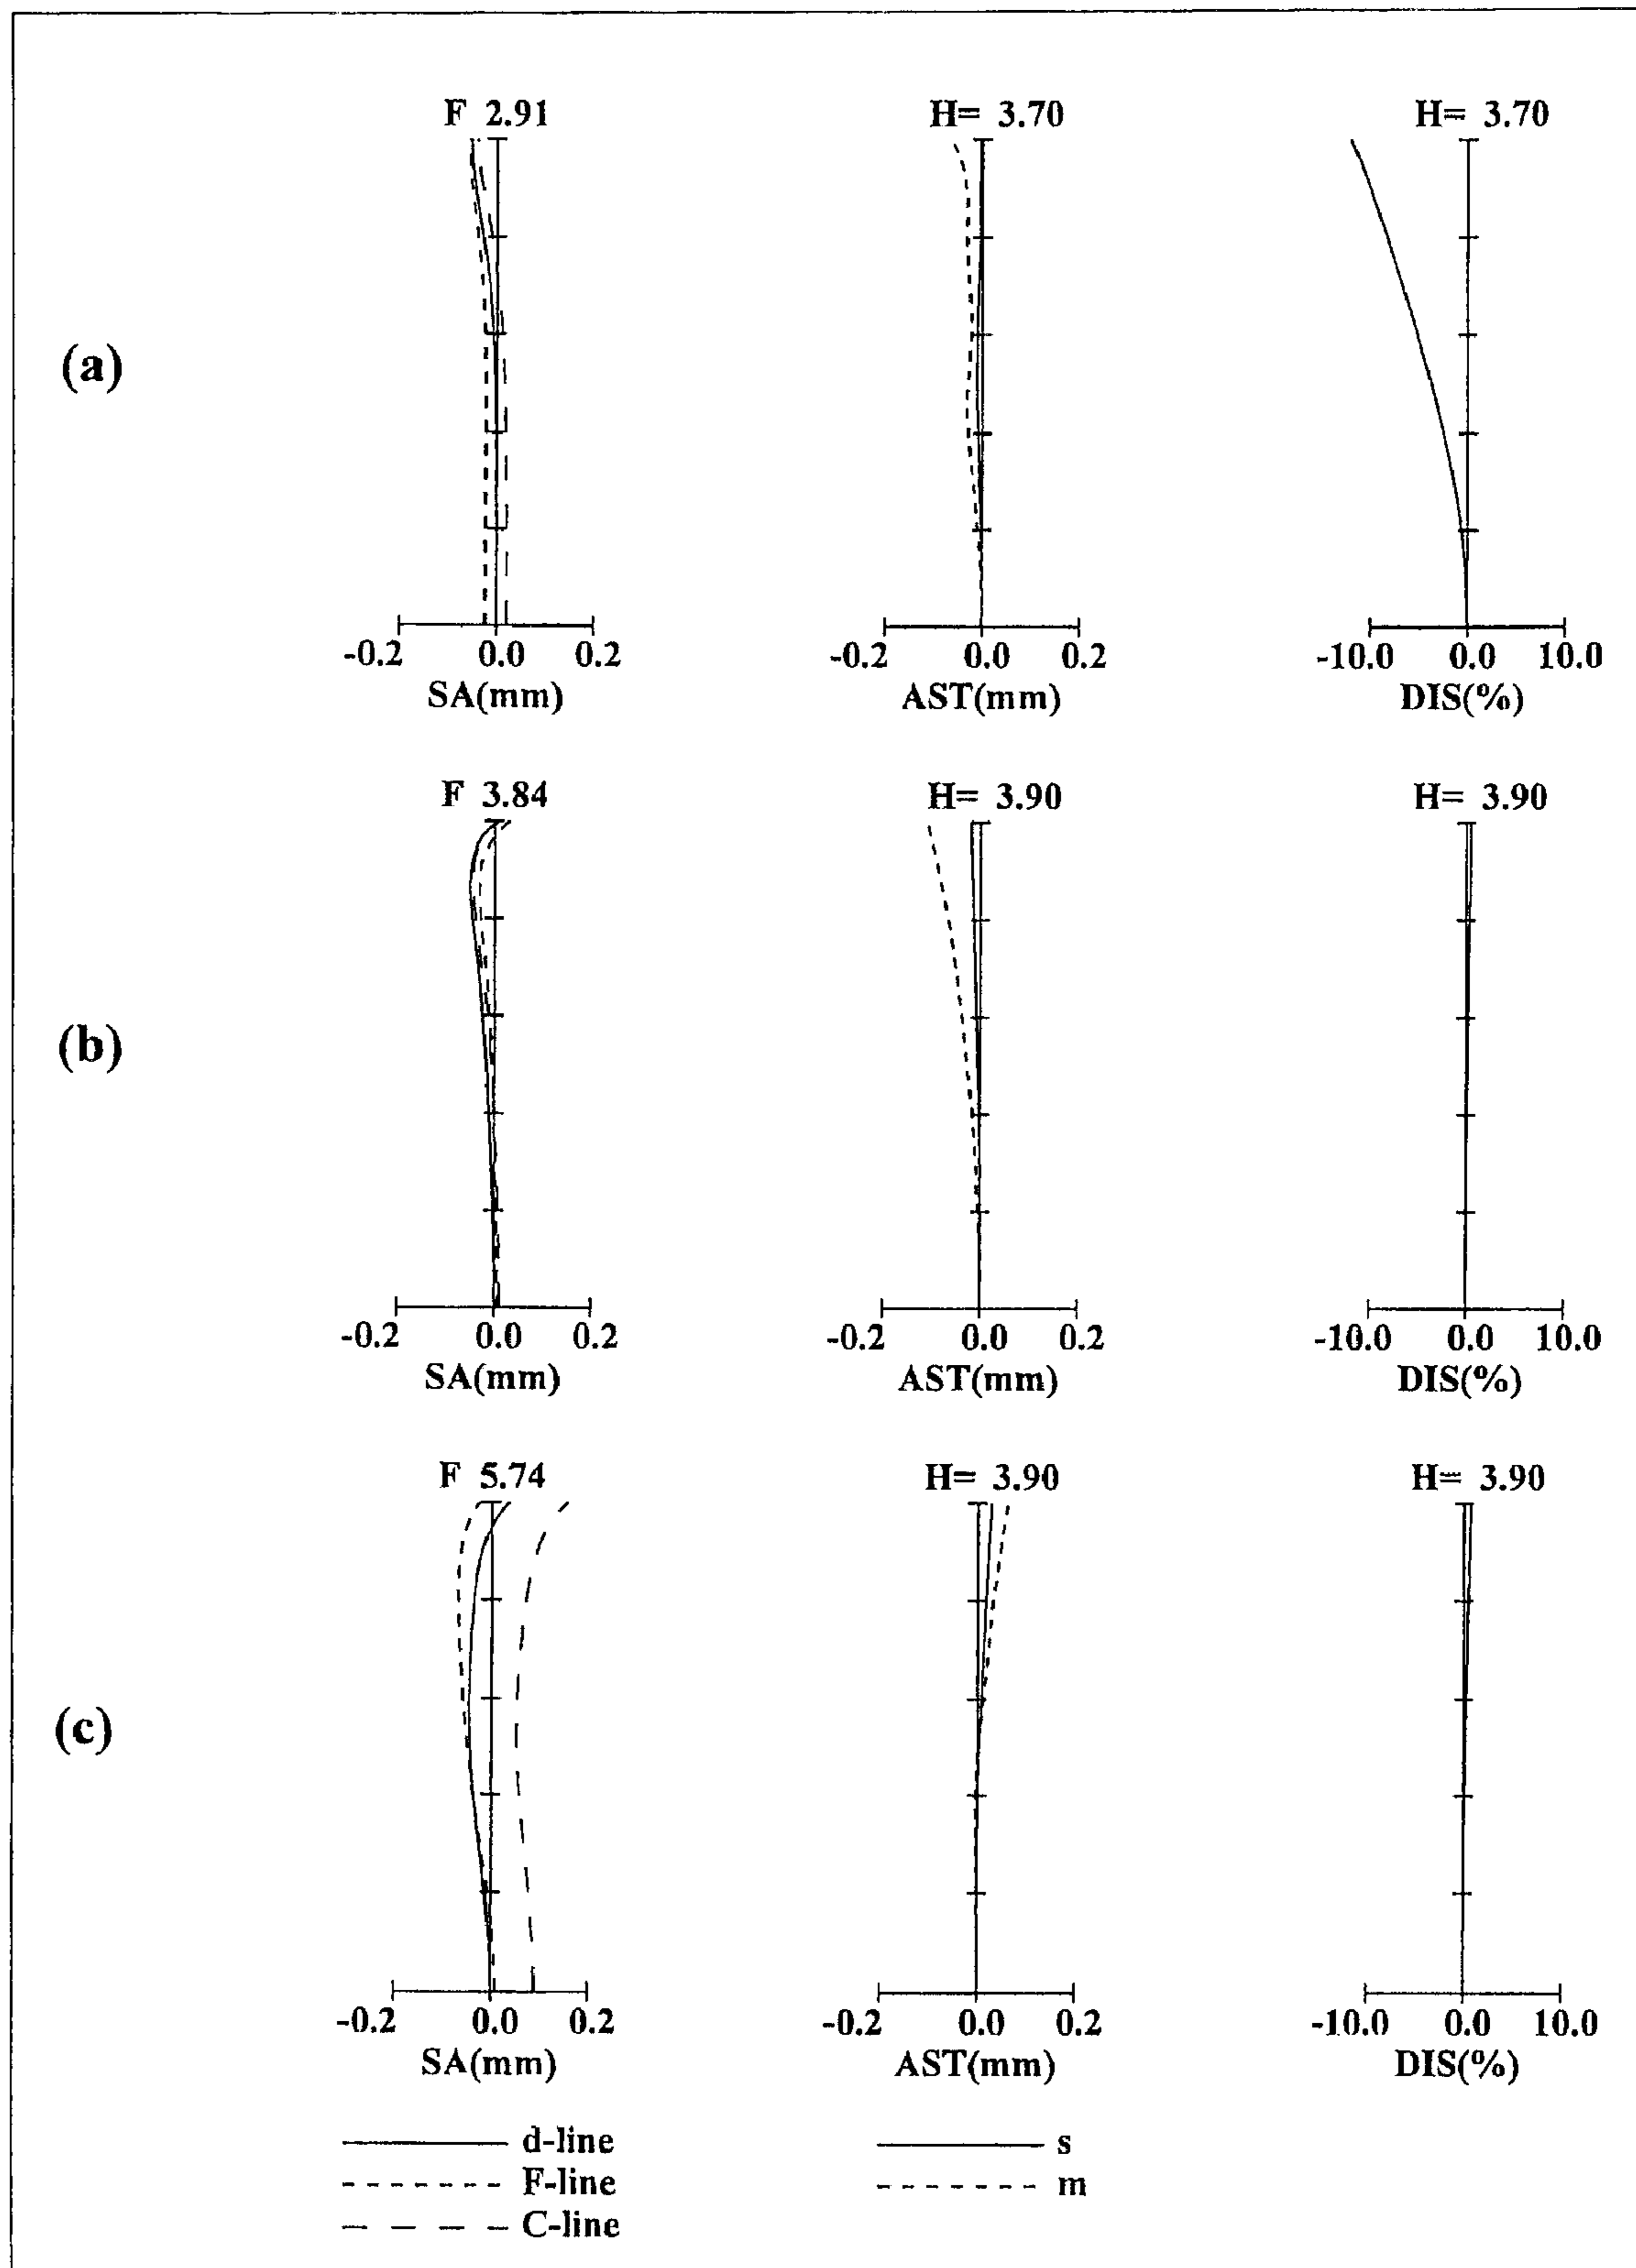 F 2.91 H= 3.70 H= 3.70
(a)
-0.2 0.0 0.2 -0.2 0.0 0.2 -10.0 0.0 10.0
SA(mm) AST(mm) DIS(%)
F 3.84 H= 3.90 H= 3.90
(b)
-0.2 0.0 0.2 -0.2 0.0 0.2 -10.0 0.0 10.0
SA(mm) AST(mm) DIS(%)
F 5.74 H= 3.90 H= 3.90
(c)
-0.2 0.0 0.2 -0.2 0.0 0.2 -10.0 0.0 10.0
SA(mm) AST(mm) DIS(%)
d-line s
F-line m
C-line